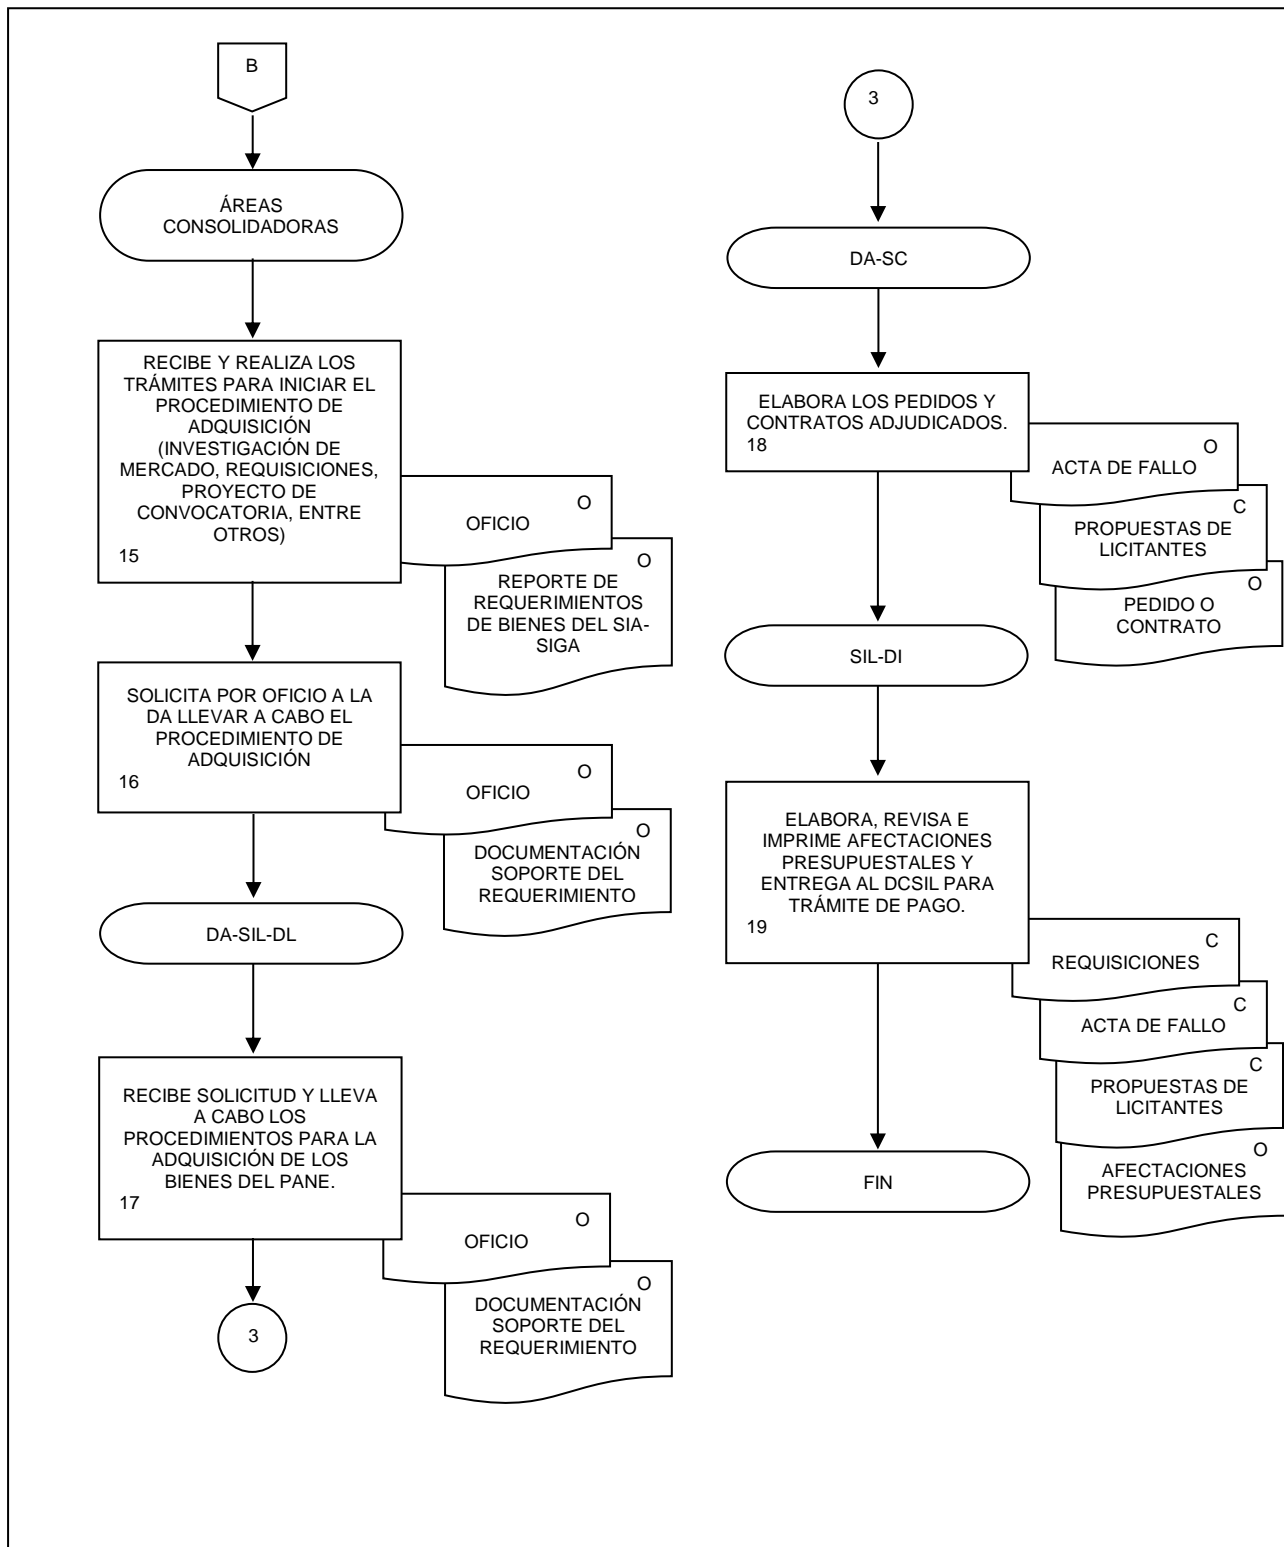 B
ÁREAS
CONSOLIDADORAS
RECIBE Y REALIZA LOS
TRÁMITES PARA INICIAR EL
PROCEDIMIENTO DE
ADQUISICIÓN
(INVESTIGACIÓN DE
MERCADO, REQUISICIONES,
PROYECTO DE
CONVOCATORIA, ENTRE
OTROS)
15
O
OFICIO
O
REPORTE DE
REQUERIMIENTOS
DE BIENES DEL SIA-
SIGA
SOLICITA POR OFICIO A LA
DA LLEVAR A CABO EL
PROCEDIMIENTO DE
ADQUISICIÓN
16
O
OFICIO
O
DOCUMENTACIÓN
SOPORTE DEL
REQUERIMIENTO
DA-SIL-DL
RECIBE SOLICITUD Y LLEVA
A CABO LOS
PROCEDIMIENTOS PARA LA
ADQUISICIÓN DE LOS
BIENES DEL PANE.
17
O
OFICIO
O
DOCUMENTACIÓN
SOPORTE DEL
REQUERIMIENTO
3
3
DA-SC
ELABORA LOS PEDIDOS Y
CONTRATOS ADJUDICADOS.
18
O
ACTA DE FALLO
C
PROPUESTAS DE
LICITANTES
O
PEDIDO O
CONTRATO
SIL-DI
ELABORA, REVISA E
IMPRIME AFECTACIONES
PRESUPUESTALES Y
ENTREGA AL DCSIL PARA
TRÁMITE DE PAGO.
19
C
REQUISICIONES
C
ACTA DE FALLO
C
PROPUESTAS DE
LICITANTES
O
AFECTACIONES
PRESUPUESTALES
FIN